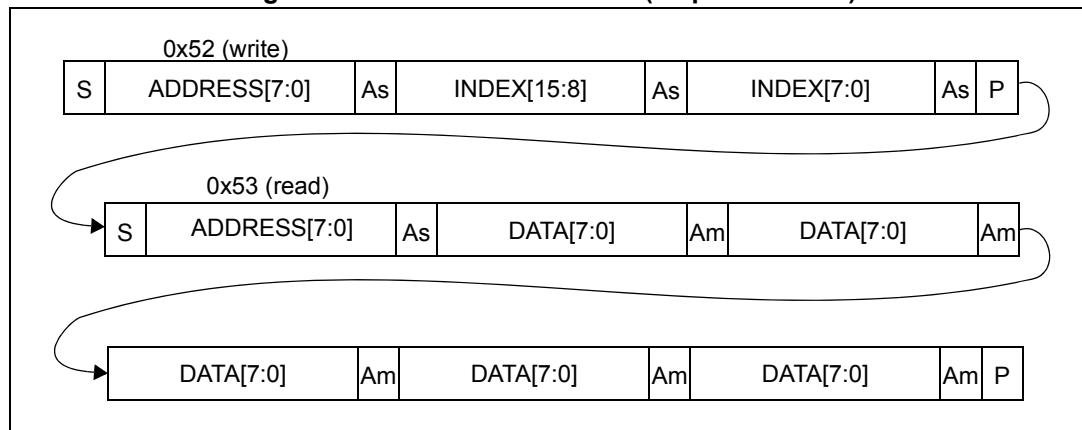 0x52 (write)
S ADDRESS[7:0] As INDEX[15:8] As INDEX[7:0] As P
0x53 (read)
S ADDRESS[7:0] As DATA[7:0] Am DATA[7:0] Am
DATA[7:0] Am DATA[7:0] Am DATA[7:0] Am P